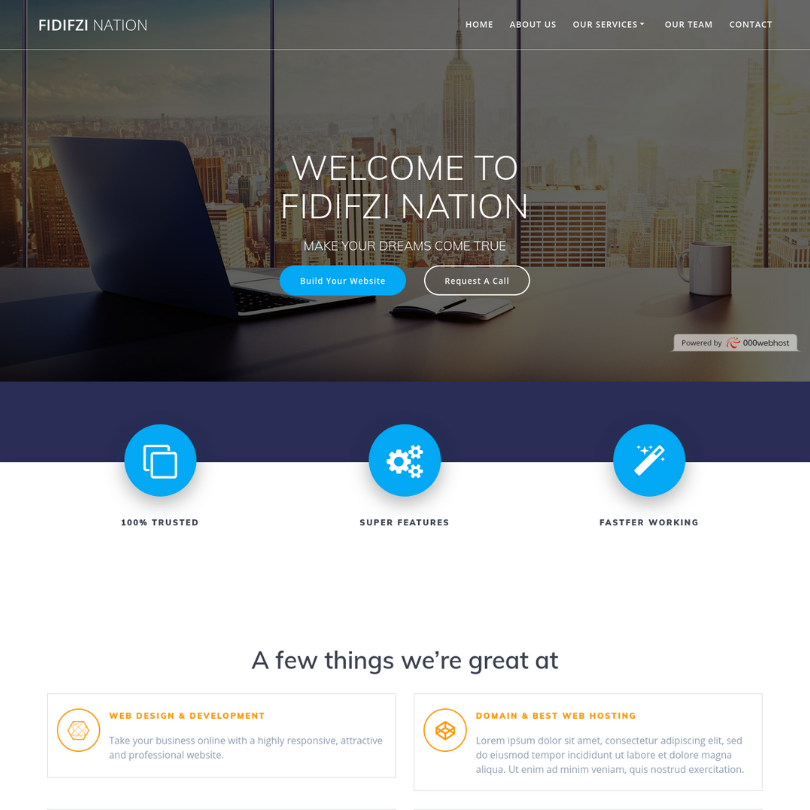 FIDIFZI NATION
HOME ABOUT US OUR SERVICES OUR TEAM CONTACT
WELCOME TO
FIDIFZI NATION
MAKE YOUR DREAMS COME TRUE
Build Your Website Request A Call
Powered by 000webhost
100% TRUSTED
SUPER FEATURES
FASTFER WORKING
A few things we're great at
WEB DESIGN & DEVELOPMENT
Take your business online with a highly responsive, attractive
and professional website.
DOMAIN & BEST WEB HOSTING
Lorem ipsum dolor sit amet, consectetur adipiscing elit, sed
do eiusmod tempor incididunt ut labore et dolore magna
aliqua. Ut enim ad minim veniam, quis nostrud exercitation.